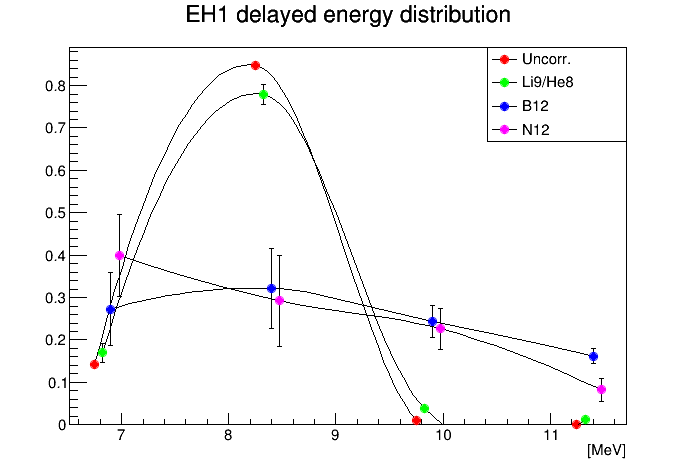 EH1 delayed energy distribution
Uncorr.
Li9/He8
B12
N12
0.8
0.7
0.6
0.5
0.4
0.3
0.2
0.1
0
7 8 9 10 11
[MeV]